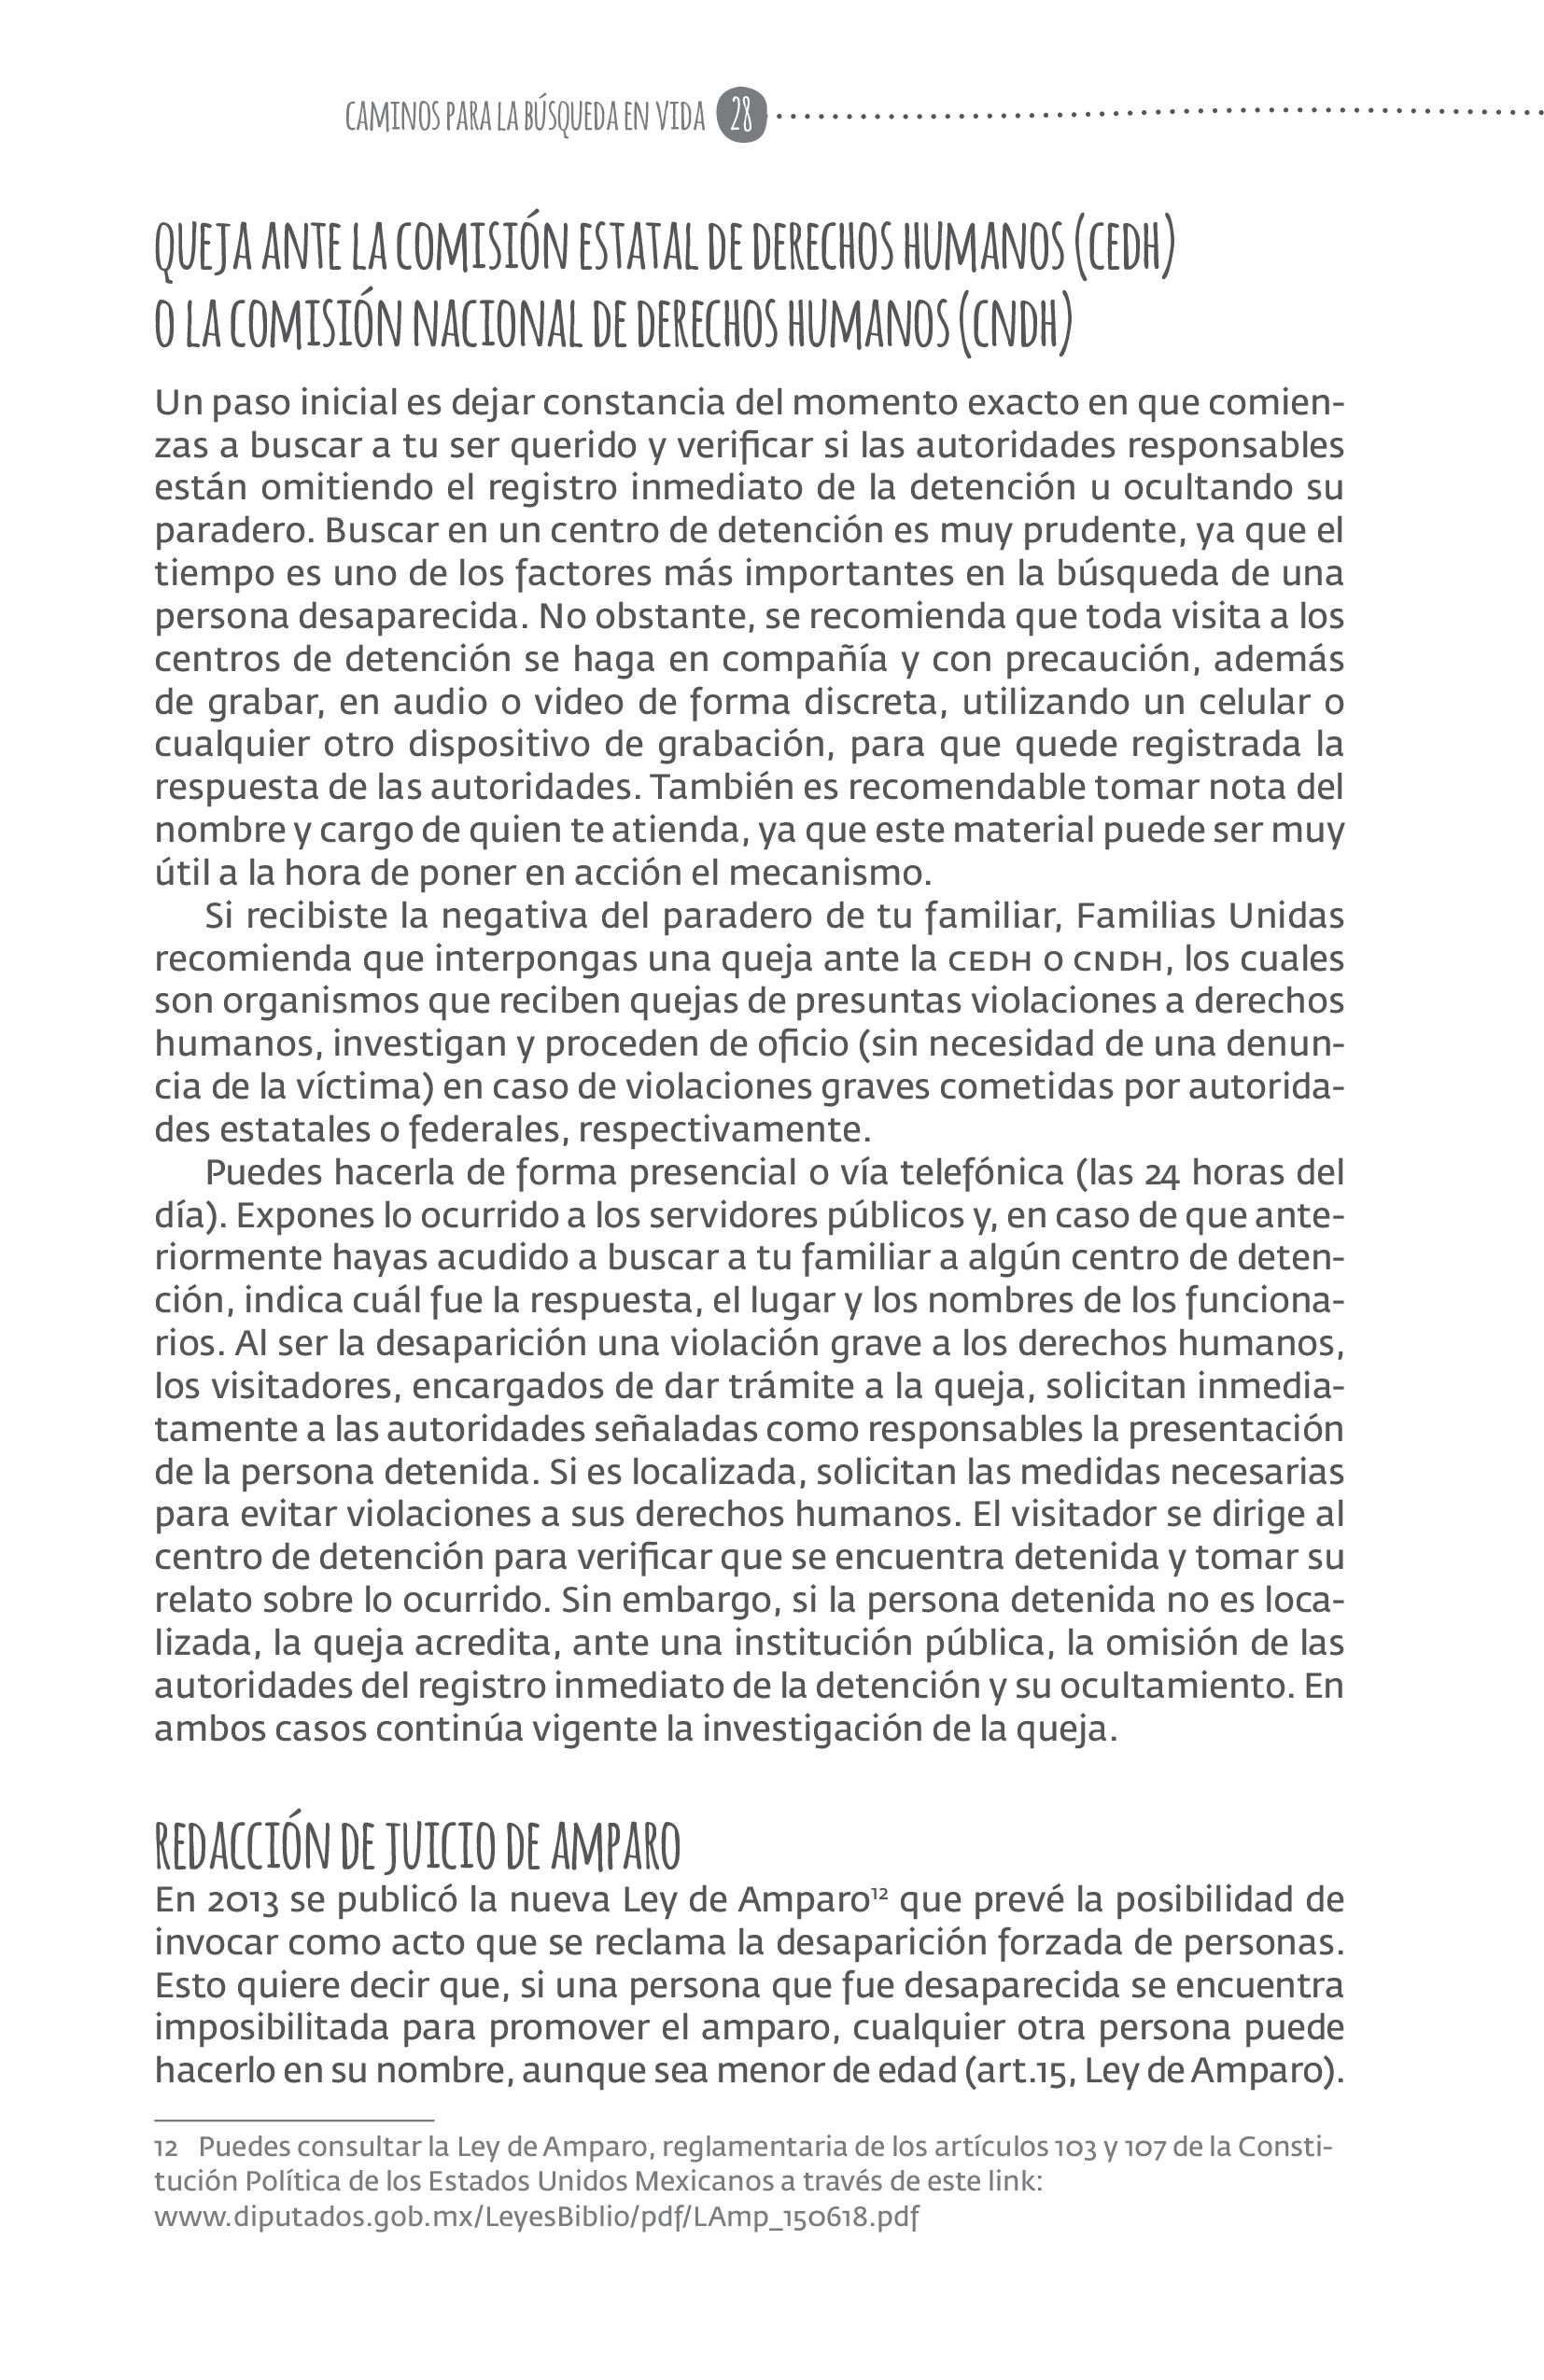 CAMINOS PARA LA BÚSQUEDA EN VIDA 28
QUEJA ANTE LA COMISIÓN ESTATAL DE DERECHOS HUMANOS (CEDH)
O LA COMISIÓN NACIONAL DE DERECHOS HUMANOS (CNDH)
Un paso inicial es dejar constancia del momento exacto en que comien-
zas a buscar a tu ser querido y verificar si las autoridades responsables
están omitiendo el registro inmediato de la detención u ocultando su
paradero. Buscar en un centro de detención es muy prudente, ya que el
tiempo es uno de los factores más importantes en la búsqueda de una
persona desaparecida. No obstante, se recomienda que toda visita a los
centros de detención se haga en compañía y con precaución, además
de grabar, en audio o video de forma discreta, utilizando un celular o
cualquier otro dispositivo de grabación, para que quede registrada la
respuesta de las autoridades. También es recomendable tomar nota del
nombre y cargo de quien te atienda, ya que este material puede ser muy
útil a la hora de poner en acción el mecanismo.
Si recibiste la negativa del paradero de tu familiar, Familias Unidas
recomienda que interpongas una queja ante la CEDH o CNDH, los cuales
son organismos que reciben quejas de presuntas violaciones a derechos
humanos, investigan y proceden de oficio (sin necesidad de una denun-
cia de la víctima) en caso de violaciones graves cometidas por autorida-
des estatales o federales, respectivamente.
Puedes hacerla de forma presencial o vía telefónica (las 24 horas del
día). Expones lo ocurrido a los servidores públicos y, en caso de que ante-
riormente hayas acudido a buscar a tu familiar a algún centro de deten-
ción, indica cuál fue la respuesta, el lugar y los nombres de los funciona-
rios. Al ser la desaparición una violación grave a los derechos humanos,
los visitadores, encargados de dar trámite a la queja, solicitan inmedia-
tamente a las autoridades señaladas como responsables la presentación
de la persona detenida. Si es localizada, solicitan las medidas necesarias
para evitar violaciones a sus derechos humanos. El visitador se dirige al
centro de detención para verificar que se encuentra detenida y tomar su
relato sobre lo ocurrido. Sin embargo, si la persona detenida no es loca-
lizada, la queja acredita, ante una institución pública, la omisión de las
autoridades del registro inmediato de la detención y su ocultamiento. En
ambos casos continúa vigente la investigación de la queja.
REDACCIÓN DE JUICIO DE AMPARO
En 2013 se publicó la nueva Ley de Amparo¹² que prevé la posibilidad de
invocar como acto que se reclama la desaparición forzada de personas.
Esto quiere decir que, si una persona que fue desaparecida se encuentra
imposibilitada para promover el amparo, cualquier otra persona puede
hacerlo en su nombre, aunque sea menor de edad (art.15, Ley de Amparo).
12 Puedes consultar la Ley de Amparo, reglamentaria de los artículos 103 y 107 de la Consti-
tución Política de los Estados Unidos Mexicanos a través de este link:
www.diputados.gob.mx/LeyesBiblio/pdf/LAmp_150618.pdf